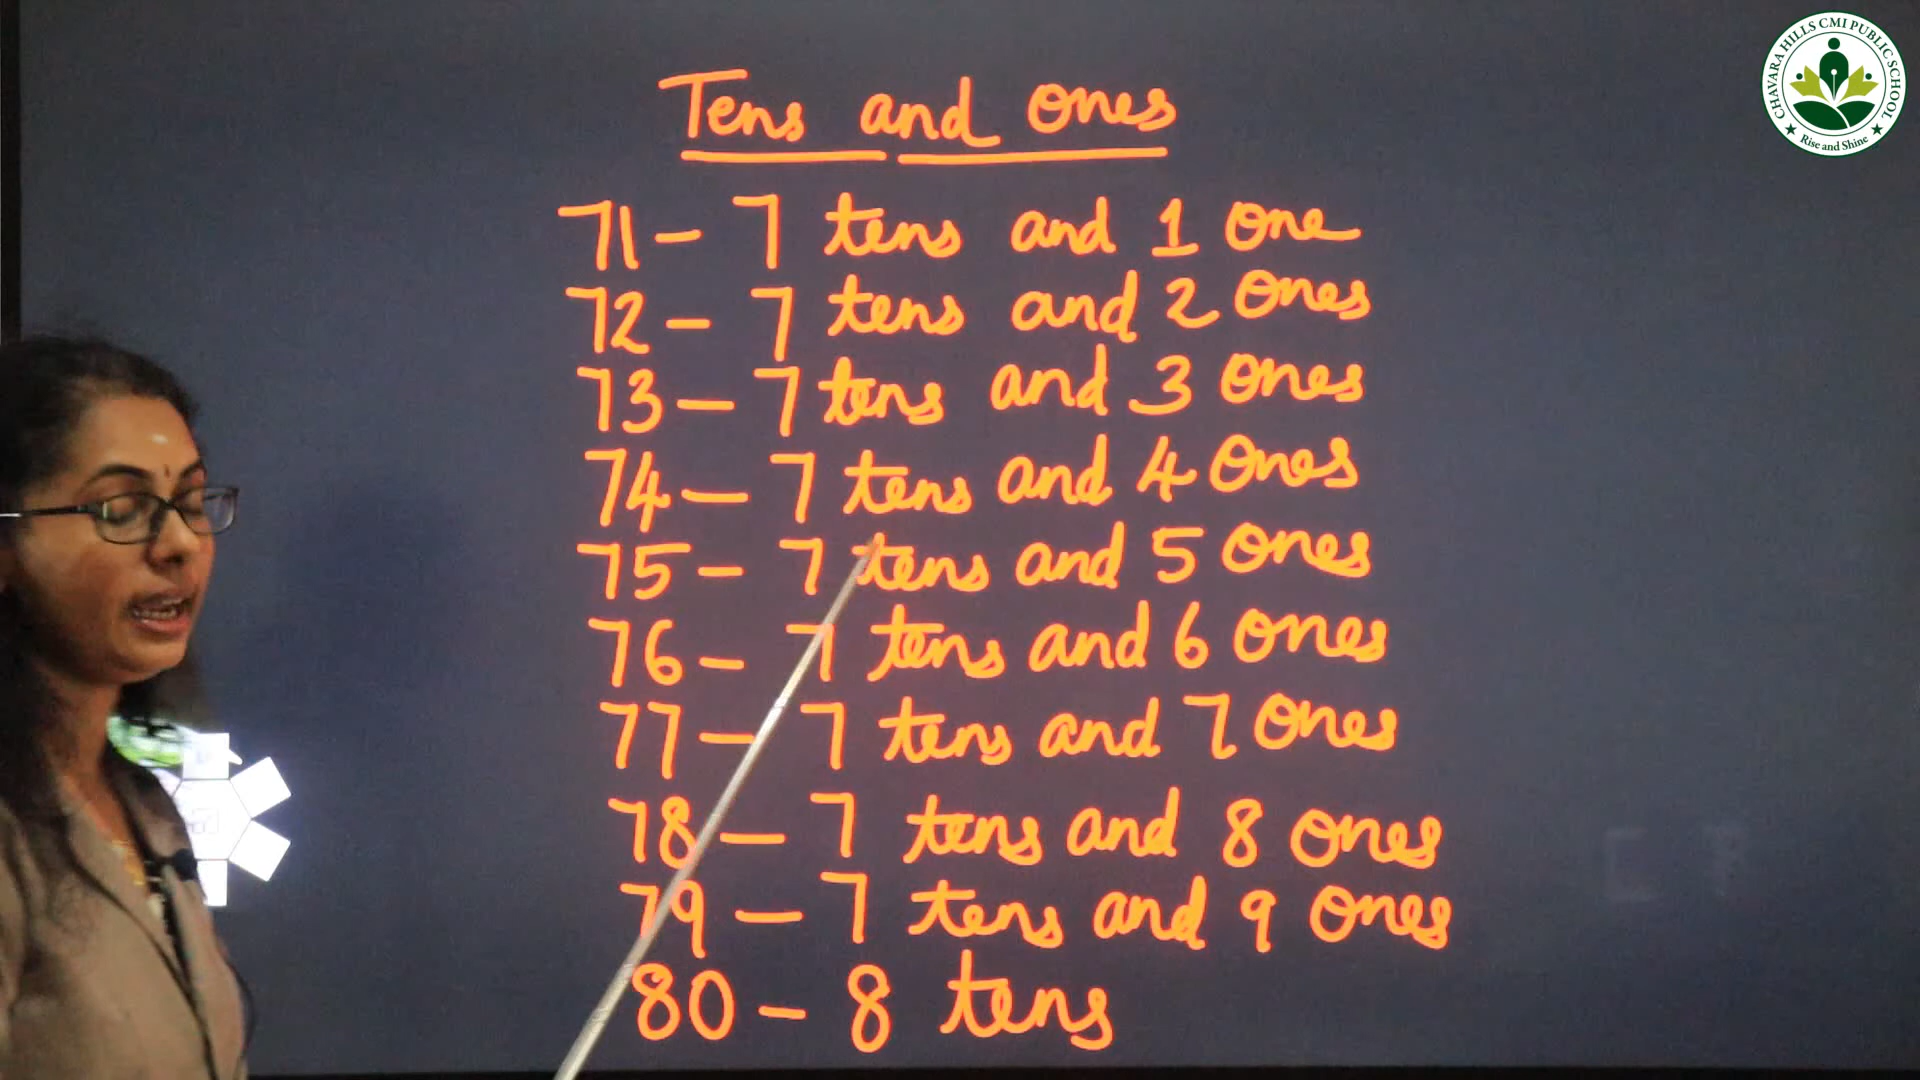 Tens and ones
71 - 7 tens and 1 one
72 - 7 tens and 2 ones
73 - 7 tens and 3 ones
74 - 7 tens and 4 ones
75 - 7 tens and 5 ones
76 - 7 tens and 6 ones
77 - 7 tens and 7 ones
78 - 7 tens and 8 ones
79 - 7 tens and 9 ones
80 - 8 tens
CHAVARA HILLS CMI PUBLIC SCHOOL
Rise and Shine